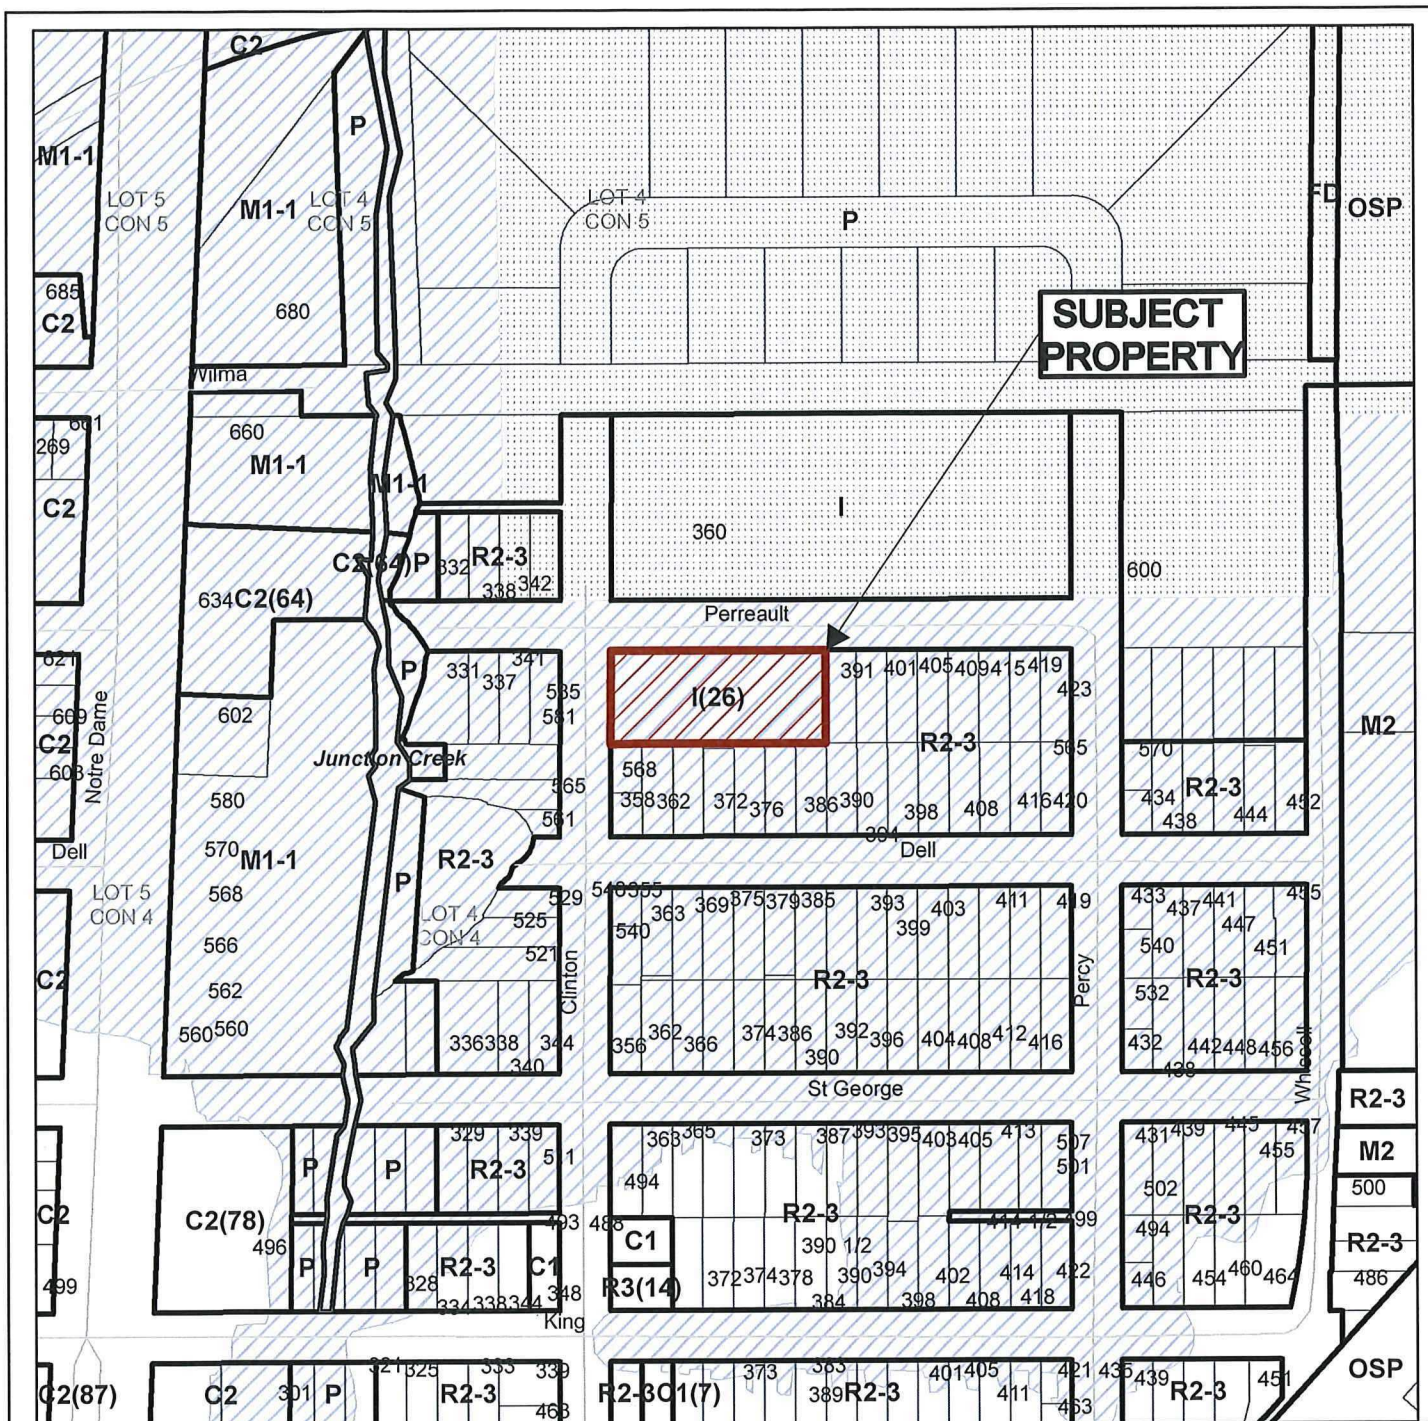 C2
P
M1-1
LOT 5
CON 5
M1-1
LOT 4
CON 5
LOT 4
CON 5
P
FD
OSP
685
C2
680
SUBJECT
PROPERTY
Wilma
661
269
660
M1-1
M1-1
C2
I
360
C2(64)
P
332
R2-3
338
342
600
634
C2(64)
Perreault
621
P
331
337
341
391
401
405
409
415
419
423
585
581
I(26)
609
602
C2
603
Notre Dame
Junction Creek
R2-3
565
M2
570
568
580
565
561
358
362
372
376
386
390
398
408
416
420
394
434
438
R2-3
444
452
Dell
Dell
570
M1-1
R2-3
P
568
LOT 5
CON 4
LOT 4
CON 4
529
525
521
566
562
560
560
C2
540
355
363
369
375
379
385
393
399
403
411
419
540
433
437
441
447
451
455
540
R2-3
R2-3
532
Clinton
Percy
336
338
340
344
356
362
366
374
386
390
392
396
404
408
412
416
432
438
442
448
456
St George
R2-3
M2
500
R2-3
486
329
339
511
P
P
R2-3
363
365
373
387
393
395
403
405
413
507
501
431
439
445
457
455
494
502
C2
C2(78)
496
493
488
R2-3
414 1/2
499
R2-3
494
C1
390 1/2
P
P
328
R2-3
C1
348
334
338
344
R3(14)
372
374
378
384
390
394
398
402
408
414
418
422
446
454
460
464
499
King
321
325
333
339
373
383
401
405
421
435
439
451
C2(87)
C2
301
P
R2-3
463
R2-3
C1(7)
389
R2-3
411
463
R2-3
OSP